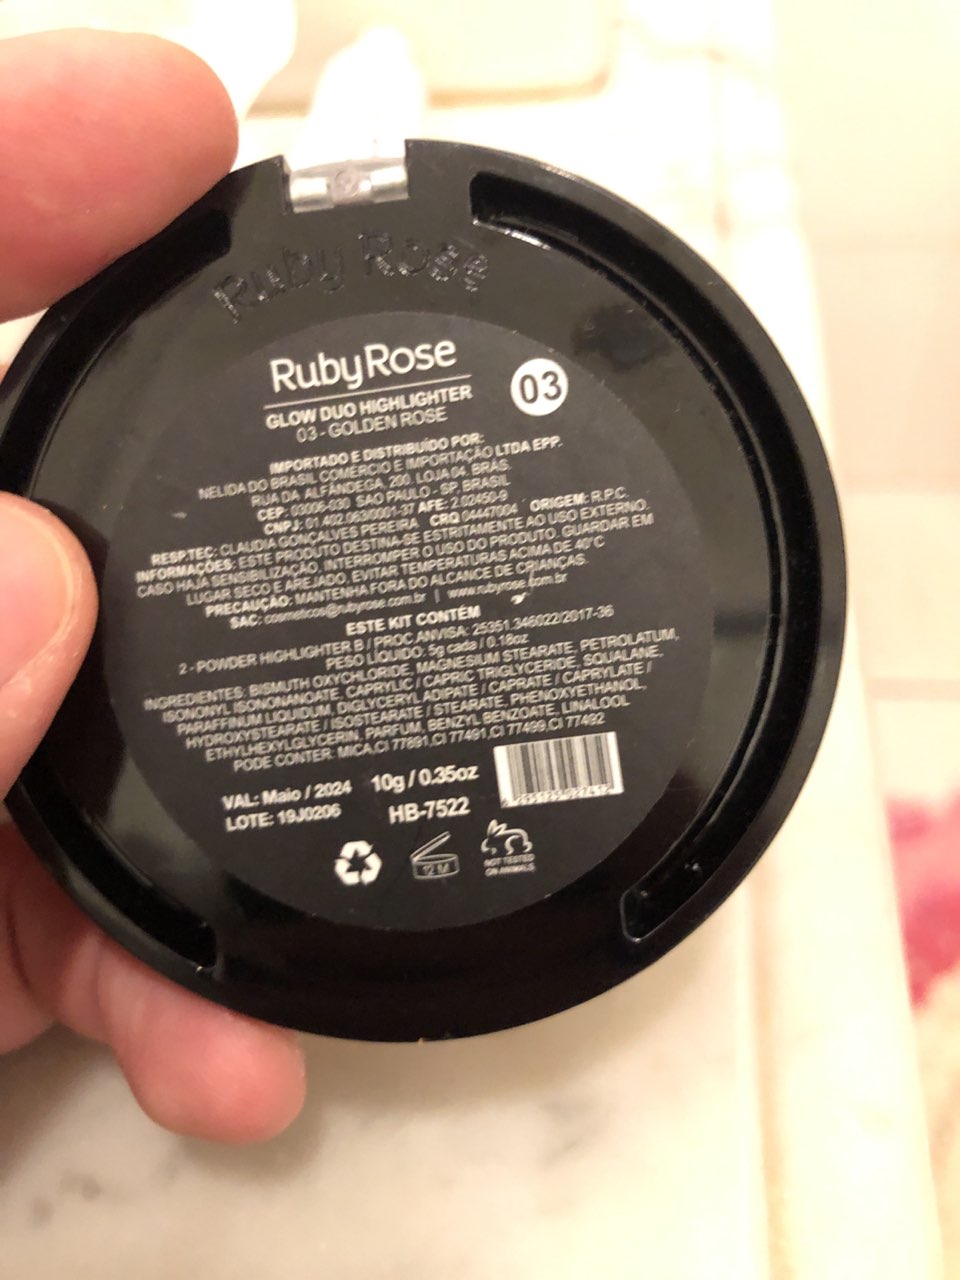 Ruby Rose
RubyRose
03
GLOW DUO HIGHLIGHTER
03 - GOLDEN ROSE
IMPORTADO E DISTRIBUÍDO POR:
NELIDA DO BRASIL COMÉRCIO E IMPORTAÇÃO LTDA EPP.
RUA DA ALFÂNDEGA, 200. LOJA 04. BRÁS.
CEP: 03006-030 SAO PAULO - SP, BRASIL
CNPJ: 01.402.063/0001-37 AFE: 2.02450-9
RESP.TEC: CLAUDIA GONÇALVES PEREIRA CRQ 04447004 ORIGEM: R.P.C.
INFORMAÇÕES: ESTE PRODUTO DESTINA-SE ESTRITAMENTE AO USO EXTERNO.
CASO HAJA SENSIBILIZAÇÃO, INTERROMPER O USO DO PRODUTO. GUARDAR EM
LUGAR SECO E AREJADO. EVITAR TEMPERATURAS ACIMA DE 40°C
PRECAUÇÃO: MANTENHA FORA DO ALCANCE DE CRIANÇAS.
SAC: cosmeticos@rubyrose.com.br | www.rubyrose.com.br
ESTE KIT CONTÉM
2 - POWDER HIGHLIGHTER B / PROC.ANVISA: 25351.346022/2017-36
PESO LÍQUIDO: 5g cada / 0.18oz
INGREDIENTES: BISMUTH OXYCHLORIDE, MAGNESIUM STEARATE, PETROLATUM,
ISONONYL ISONONANOATE, CAPRYLIC / CAPRIC TRIGLYCERIDE, SQUALANE,
PARAFFINUM LIQUIDUM, DIGLYCERYL ADIPATE / CAPRATE / CAPRYLATE /
HYDROXYSTEARATE / ISOSTEARATE / STEARATE, PHENOXYETHANOL,
ETHYLHEXYLGLYCERIN, PARFUM, BENZYL BENZOATE, LINALOOL
PODE CONTER: MICA,CI 77891,CI 77491,CI 77499,CI 77492
VAL: Maio / 2024 10g / 0.35oz
LOTE: 19J0206 HB-7522
12 M
NOT TESTED
ON ANIMALS